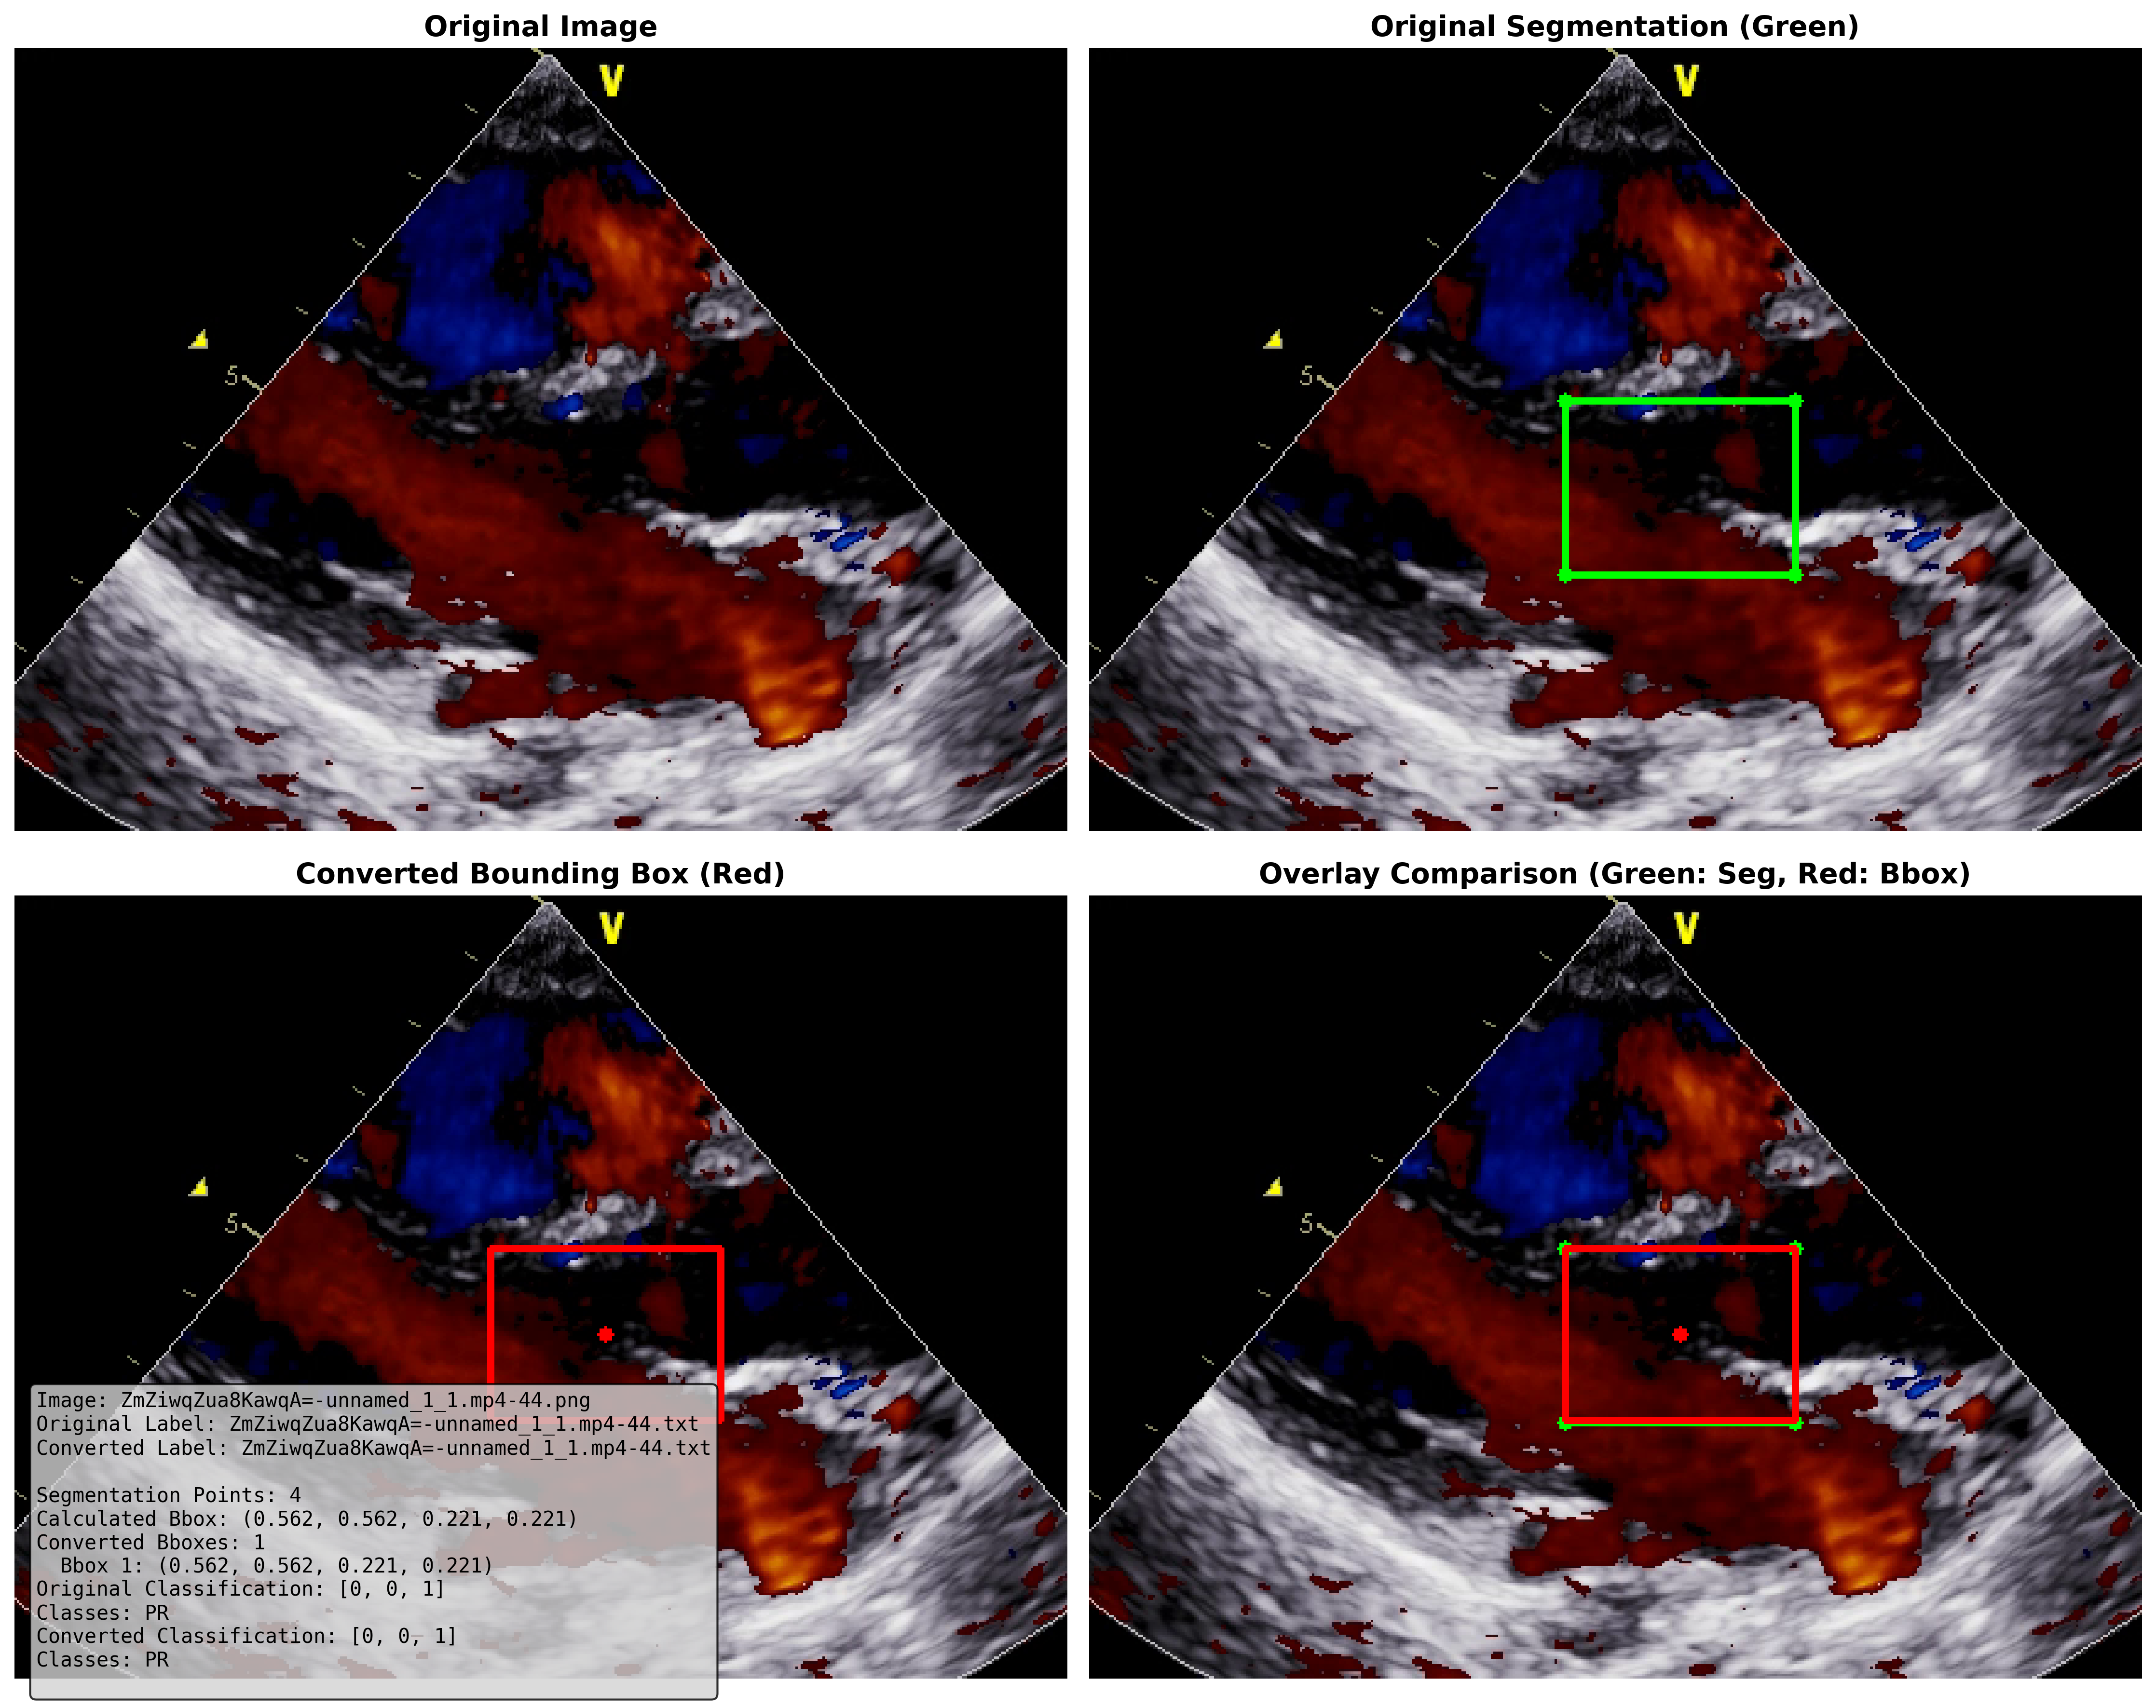 Original Image
Original Segmentation (Green)
V
V
5
5
Converted Bounding Box (Red)
Overlay Comparison (Green: Seg, Red: Bbox)
V
V
5
5
Image: ZmZiwqZua8KawqA=-unnamed_1_1.mp4-44.png
Original Label: ZmZiwqZua8KawqA=-unnamed_1_1.mp4-44.txt
Converted Label: ZmZiwqZua8KawqA=-unnamed_1_1.mp4-44.txt
Segmentation Points: 4
Calculated Bbox: (0.562, 0.562, 0.221, 0.221)
Converted Bboxes: 1
Bbox 1: (0.562, 0.562, 0.221, 0.221)
Original Classification: [0, 0, 1]
Classes: PR
Converted Classification: [0, 0, 1]
Classes: PR